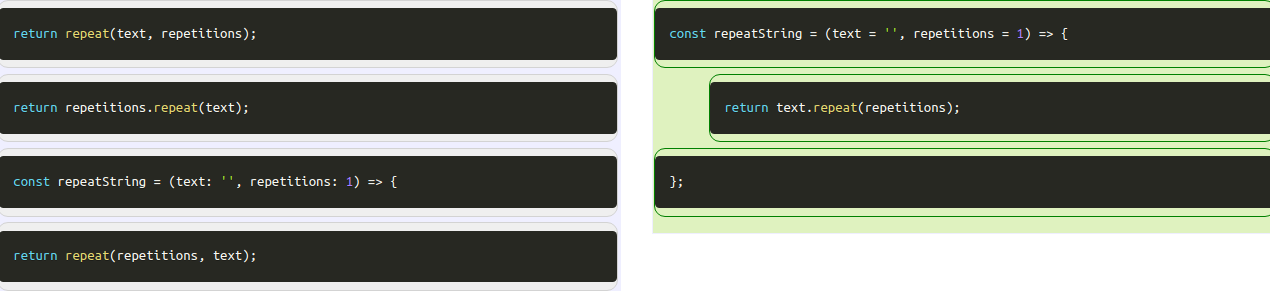 return repeat(text, repetitions);
return repetitions.repeat(text);
const repeatString = (text: '', repetitions: 1) => {
return repeat(repetitions, text);
const repeatString = (text = '', repetitions = 1) => {
return text.repeat(repetitions);
};